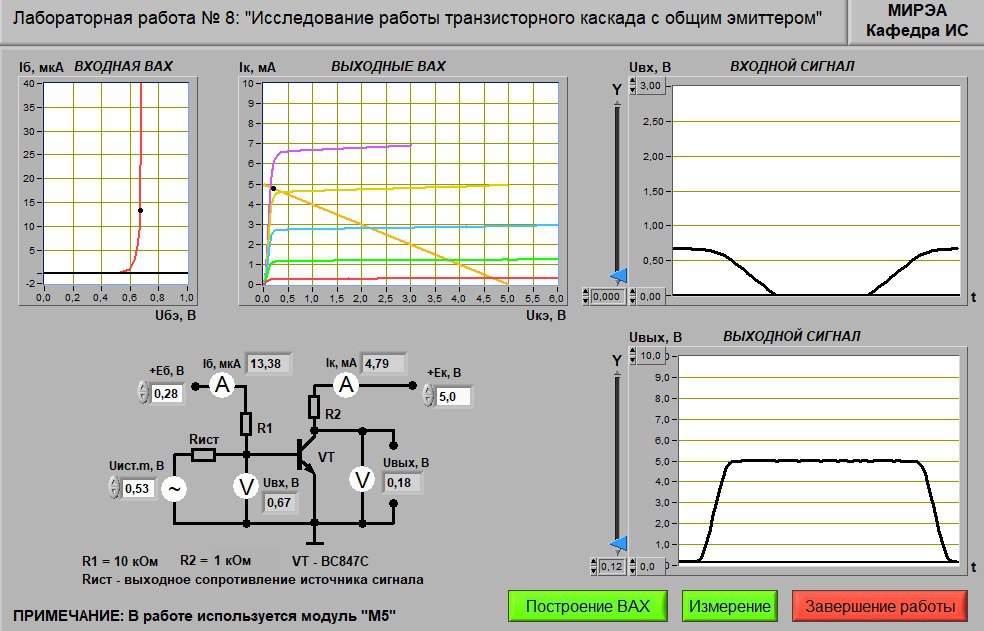 Лабораторная работа № 8: "Исследование работы транзисторного каскада с общим эмиттером"
МИРЭА
Кафедра ИС
Iб, мкА ВХОДНАЯ ВАХ
40
35
30
25
20
15
10
5
-2
0,0 0,2 0,4 0,6 0,8 1,0
Uбэ, В
Iк, мА ВЫХОДНЫЕ ВАХ
10
9
8
7
6
5
4
3
2
1
0
0,0 0,5 1,0 1,5 2,0 2,5 3,0 3,5 4,0 4,5 5,0 5,5 6,0
Uкэ, В
Uвх, В ВХОДНОЙ СИГНАЛ
Y
3,00
2,50
2,00
1,50
1,00
0,50
0,000 0,00
t
Uвых, В ВЫХОДНОЙ СИГНАЛ
Y
10,0
9,0
8,0
7,0
6,0
5,0
4,0
3,0
2,0
1,0
0,12 0,0
t
Iб, мкА 13,38
Iк, мА 4,79
+Еб, В
0,28
A
A
+Ек, В
5,0
R1
R2
Rист
VT
Uист.m, В
0,53
~
V
Uвх, В
0,67
V
Uвых, В
0,18
R1 = 10 кОм R2 = 1 кОм VT - BC847C
Rист - выходное сопротивление источника сигнала
ПРИМЕЧАНИЕ: В работе используется модуль "М5"
Построение ВАХ
Измерение
Завершение работы